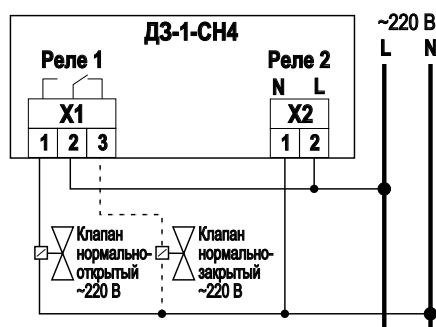 ДЗ-1-СН4
~220 В
L N
Реле 1
Реле 2
N L
X1
X2
1 2 3
1 2
Клапан
нормально-
открытый
~220 В
Клапан
нормально-
закрытый
~220 В